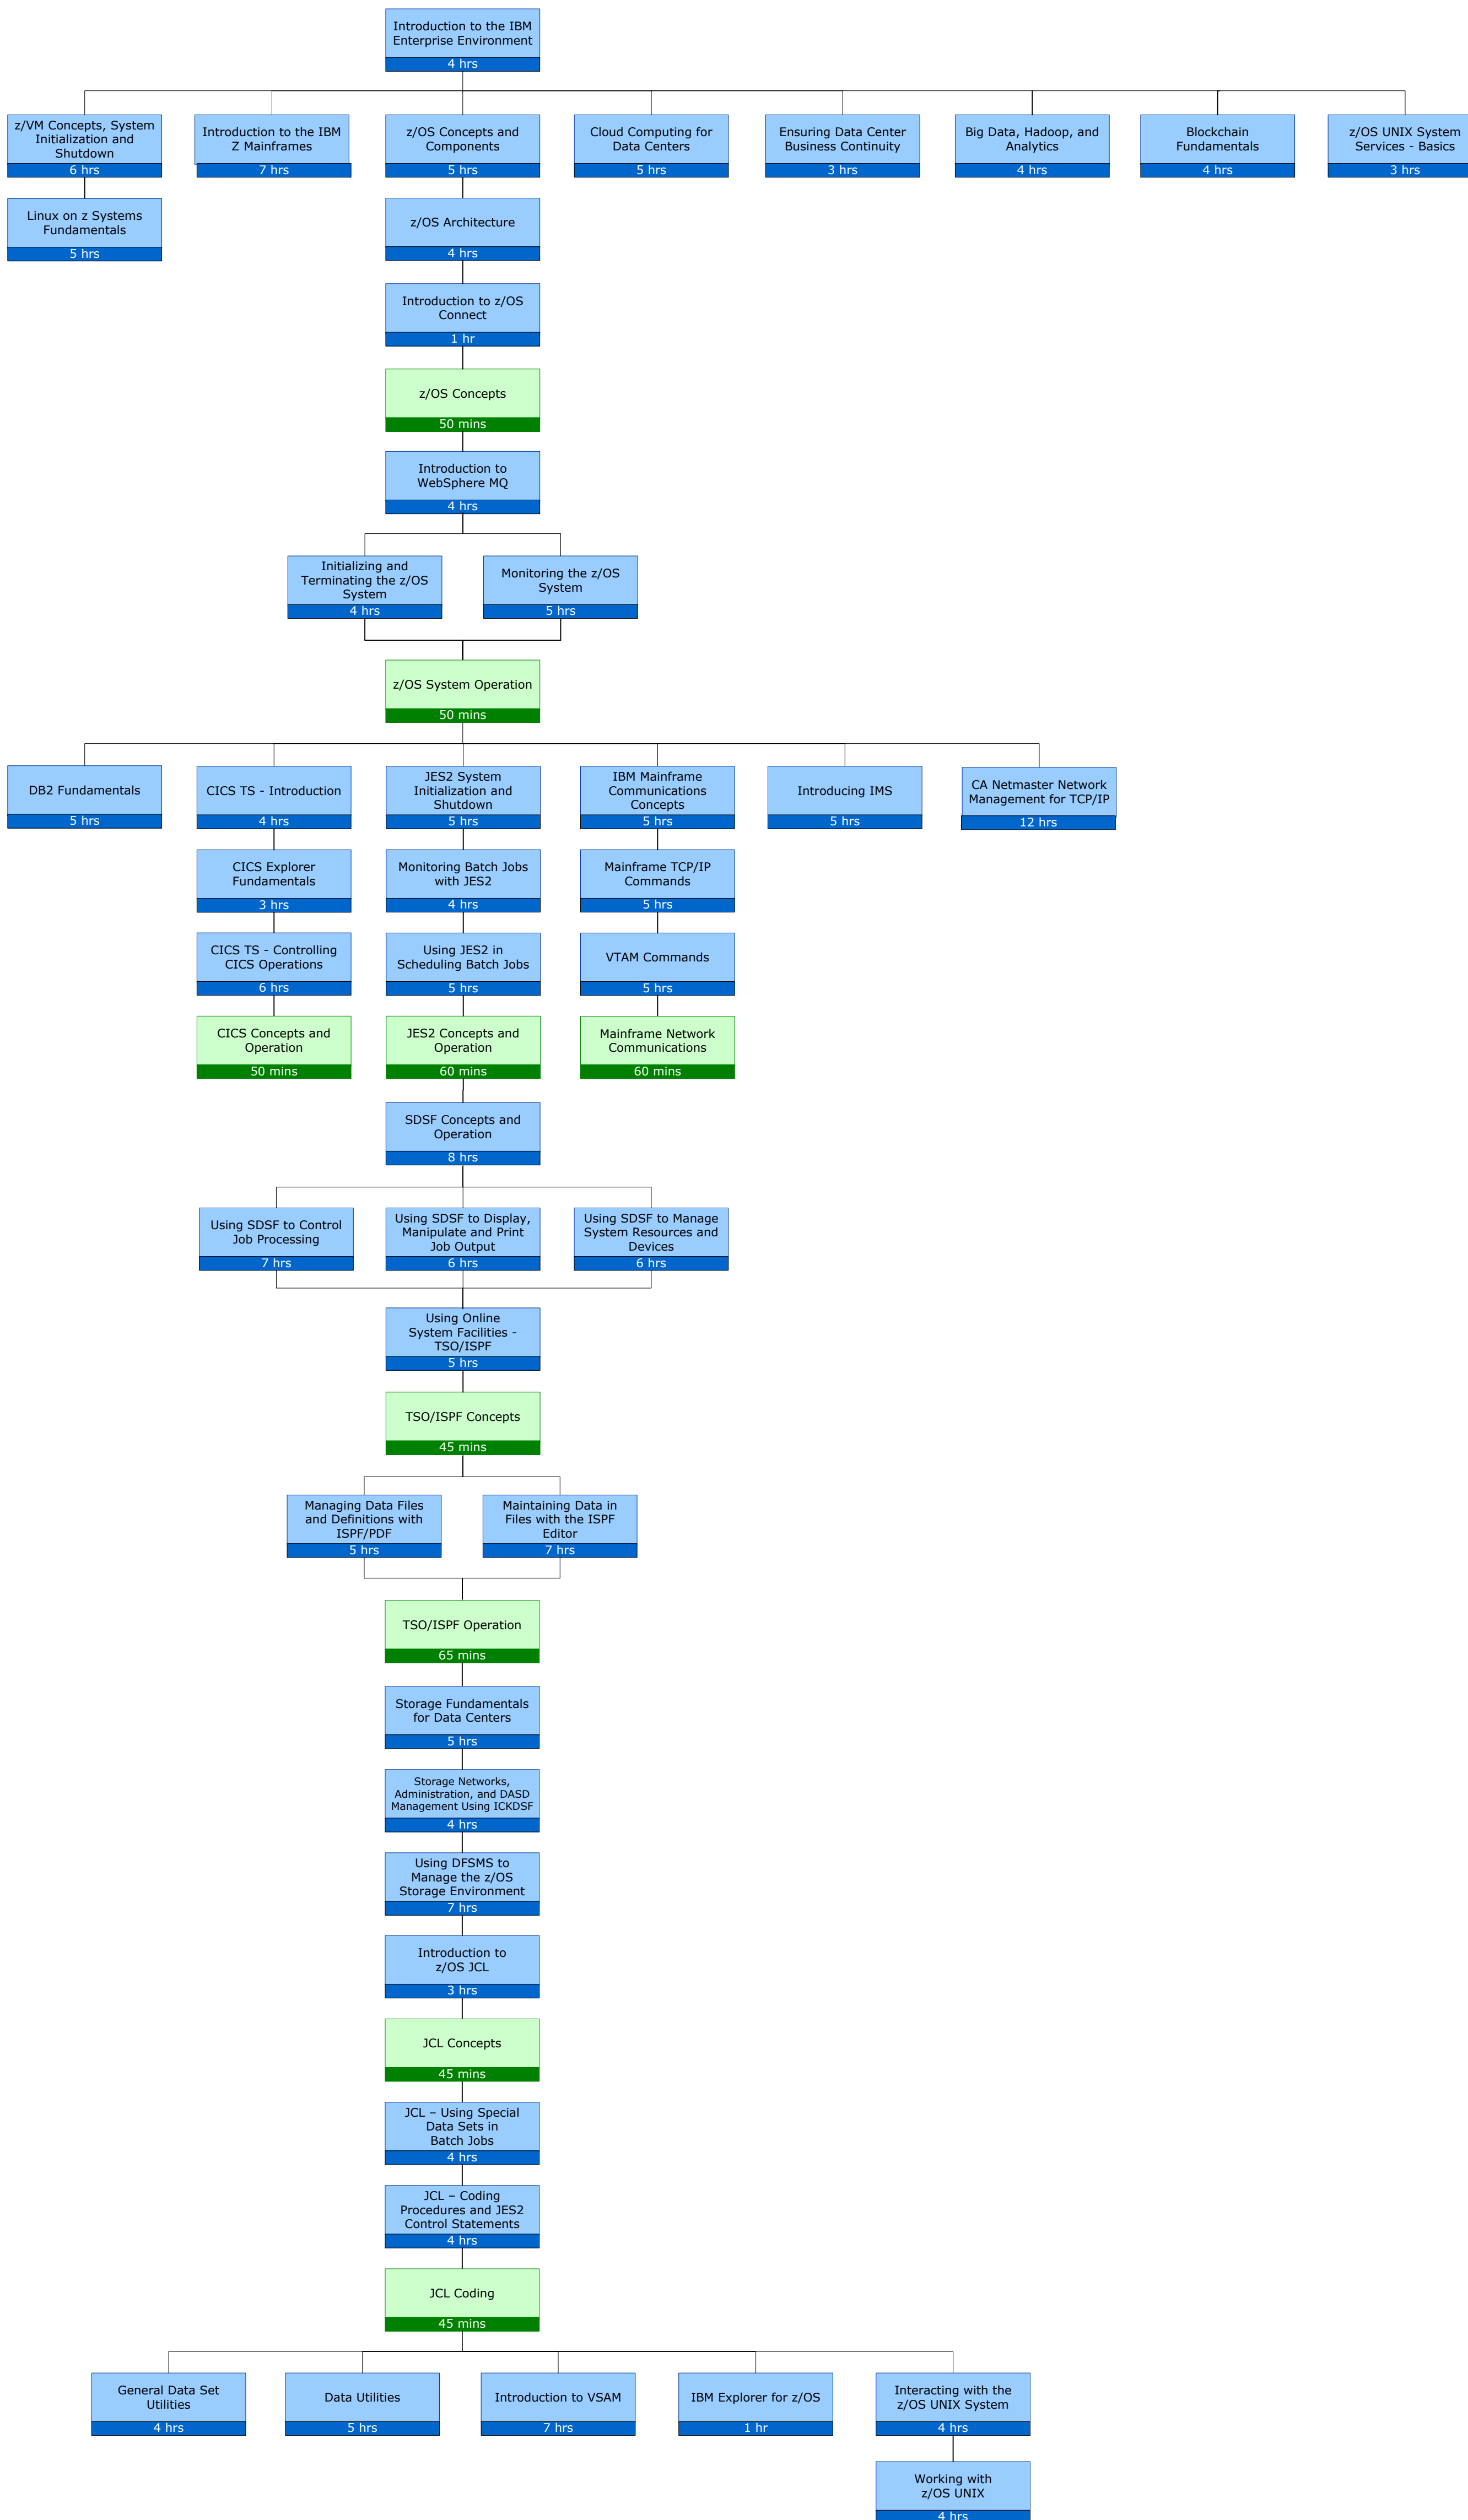 Introduction to the IBM
Enterprise Environment
4 hrs
z/VM Concepts, System
Initialization and
Shutdown
6 hrs
Introduction to the IBM
Z Mainframes
7 hrs
z/OS Concepts and
Components
5 hrs
Cloud Computing for
Data Centers
5 hrs
Ensuring Data Center
Business Continuity
3 hrs
Big Data, Hadoop, and
Analytics
4 hrs
Blockchain
Fundamentals
4 hrs
z/OS UNIX System
Services - Basics
3 hrs
Linux on z Systems
Fundamentals
5 hrs
z/OS Architecture
4 hrs
Introduction to z/OS
Connect
1 hr
z/OS Concepts
50 mins
Introduction to
WebSphere MQ
4 hrs
Initializing and
Terminating the z/OS
System
4 hrs
Monitoring the z/OS
System
5 hrs
z/OS System Operation
50 mins
DB2 Fundamentals
5 hrs
CICS TS - Introduction
4 hrs
JES2 System
Initialization and
Shutdown
5 hrs
IBM Mainframe
Communications
Concepts
5 hrs
Introducing IMS
5 hrs
CA Netmaster Network
Management for TCP/IP
12 hrs
CICS Explorer
Fundamentals
3 hrs
Monitoring Batch Jobs
with JES2
4 hrs
Mainframe TCP/IP
Commands
5 hrs
CICS TS - Controlling
CICS Operations
6 hrs
Using JES2 in
Scheduling Batch Jobs
5 hrs
VTAM Commands
5 hrs
CICS Concepts and
Operation
50 mins
JES2 Concepts and
Operation
60 mins
Mainframe Network
Communications
60 mins
SDSF Concepts and
Operation
8 hrs
Using SDSF to Control
Job Processing
7 hrs
Using SDSF to Display,
Manipulate and Print
Job Output
6 hrs
Using SDSF to Manage
System Resources and
Devices
6 hrs
Using Online
System Facilities -
TSO/ISPF
5 hrs
TSO/ISPF Concepts
45 mins
Managing Data Files
and Definitions with
ISPF/PDF
5 hrs
Maintaining Data in
Files with the ISPF
Editor
7 hrs
TSO/ISPF Operation
65 mins
Storage Fundamentals
for Data Centers
5 hrs
Storage Networks,
Administration, and DASD
Management Using ICKDSF
4 hrs
Using DFSMS to
Manage the z/OS
Storage Environment
7 hrs
Introduction to
z/OS JCL
3 hrs
JCL Concepts
45 mins
JCL – Using Special
Data Sets in
Batch Jobs
4 hrs
JCL – Coding
Procedures and JES2
Control Statements
4 hrs
JCL Coding
45 mins
General Data Set
Utilities
4 hrs
Data Utilities
5 hrs
Introduction to VSAM
7 hrs
IBM Explorer for z/OS
1 hr
Interacting with the
z/OS UNIX System
4 hrs
Working with
z/OS UNIX
4 hrs